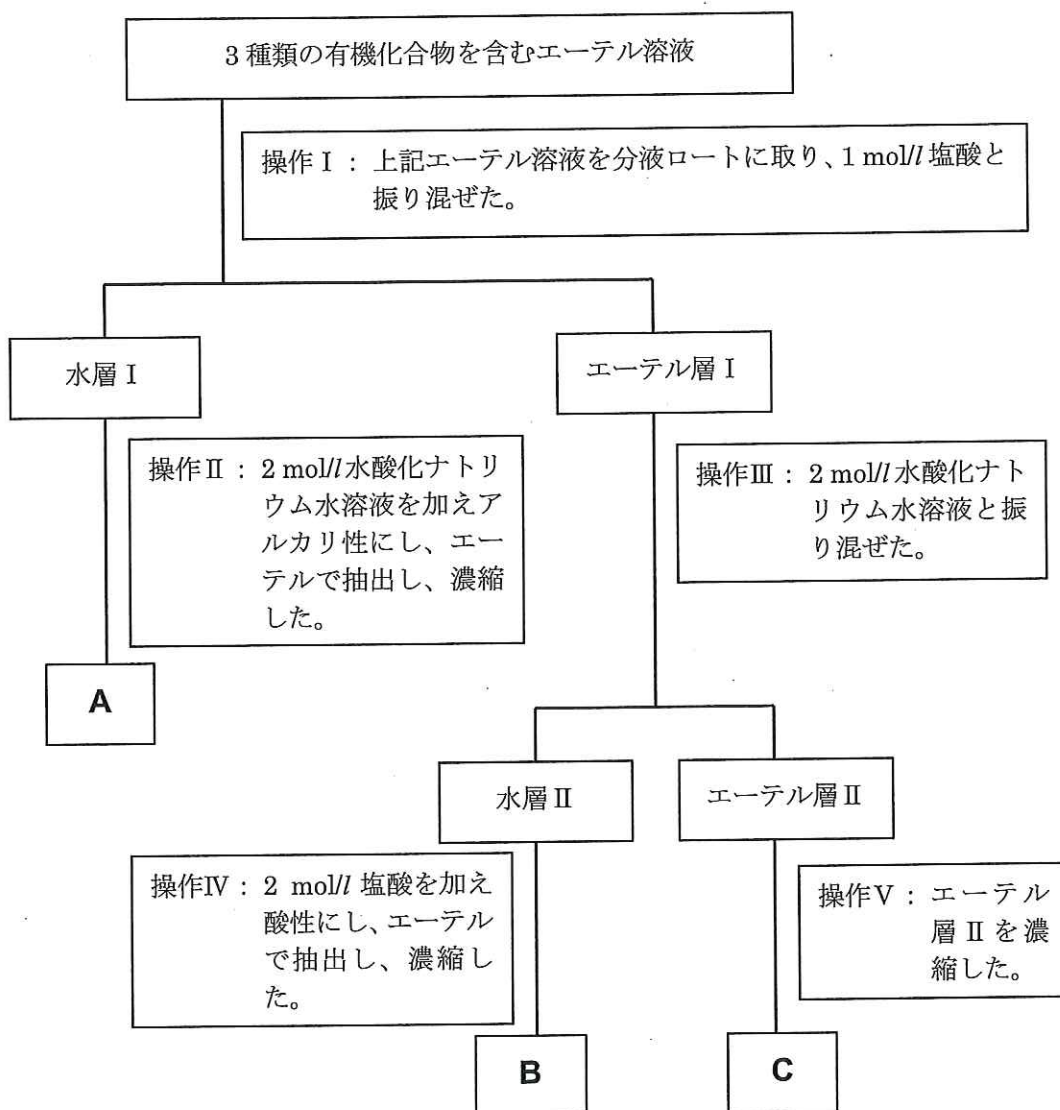 3種類の有機化合物を含むエーテル溶液
操作Ⅰ：上記エーテル溶液を分液ロートに取り、1 mol/l 塩酸と
振り混ぜた。
水層Ⅰ
エーテル層Ⅰ
操作Ⅱ：2 mol/l 水酸化ナトリ
ウム水溶液を加えア
ルカリ性にし、エー
テルで抽出し、濃縮
した。
操作Ⅲ：2 mol/l 水酸化ナト
リウム水溶液と振
り混ぜた。
A
水層Ⅱ
エーテル層Ⅱ
操作Ⅳ：2 mol/l 塩酸を加え
酸性にし、エーテル
で抽出し、濃縮し
た。
操作Ⅴ：エーテル
層Ⅱを濃
縮した。
B
C